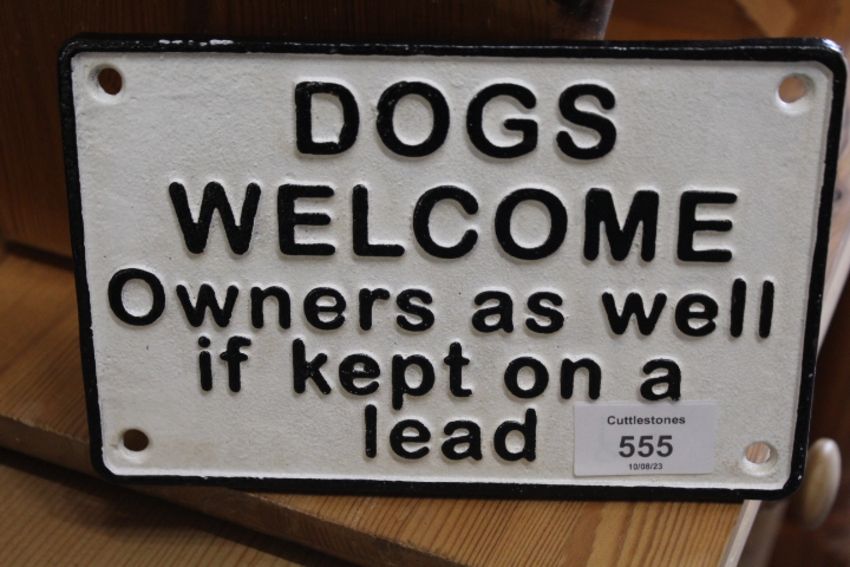 DOGS
WELCOME
Owners as well
if kept on a
lead
Cuttlestones
555
10/08/23